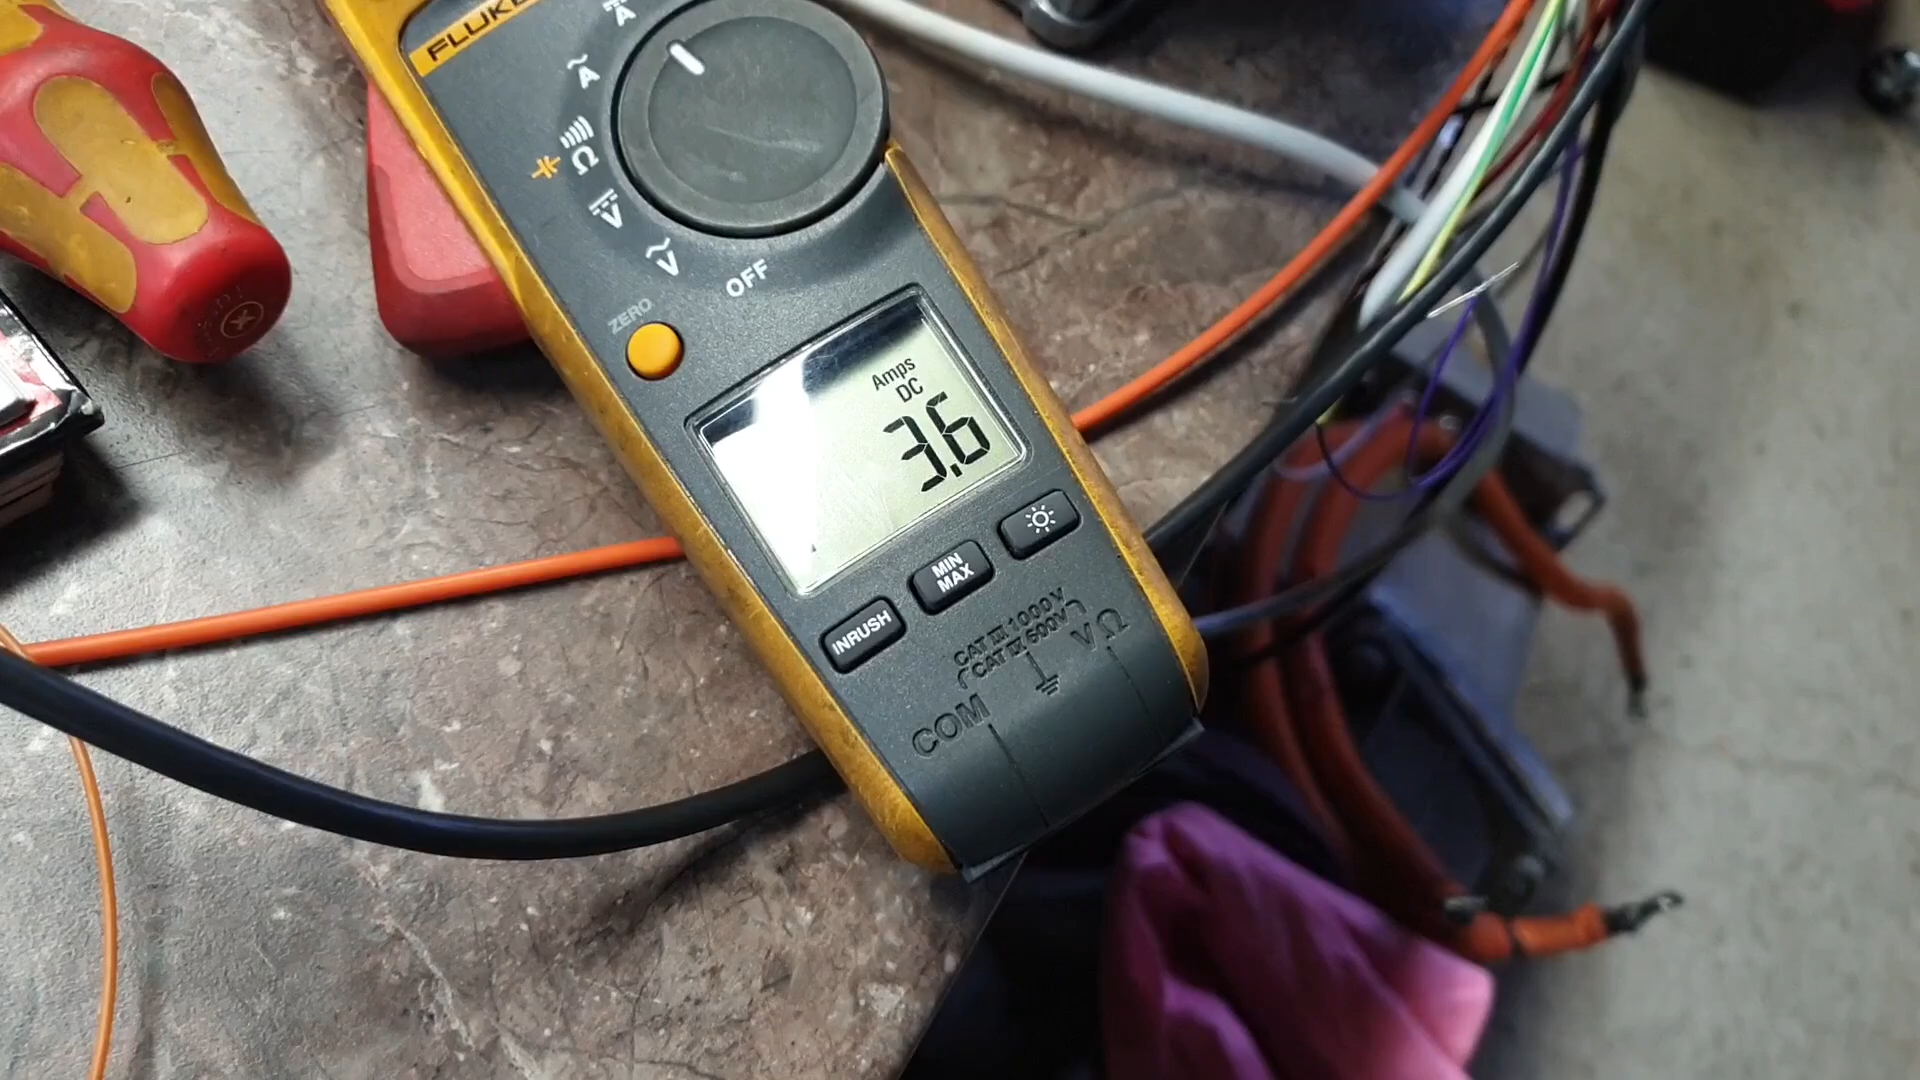 FLUKE
A
A
Ω
V
V
OFF
ZERO
Amps
DC
3.6
INRUSH
MIN
MAX
CAT III 1000V
CAT IV 600V
COM
VΩ